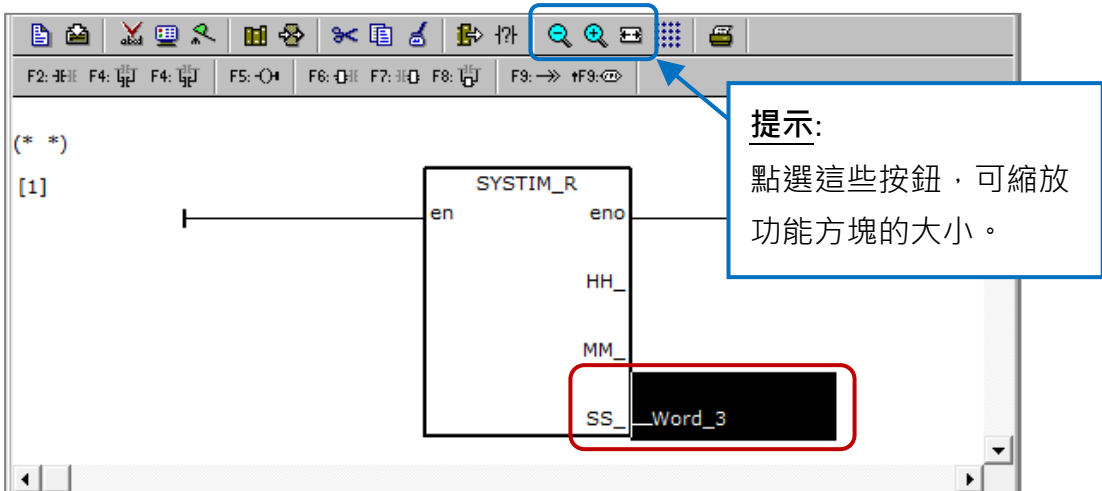 F2: F4: F4: F5: F6: F7: F8: F9: F9:
提示:
點選這些按鈕，可縮放
功能方塊的大小。
(* *)
[1]
SYSTIM_R
en eno
HH_
MM_
SS_ Word_3